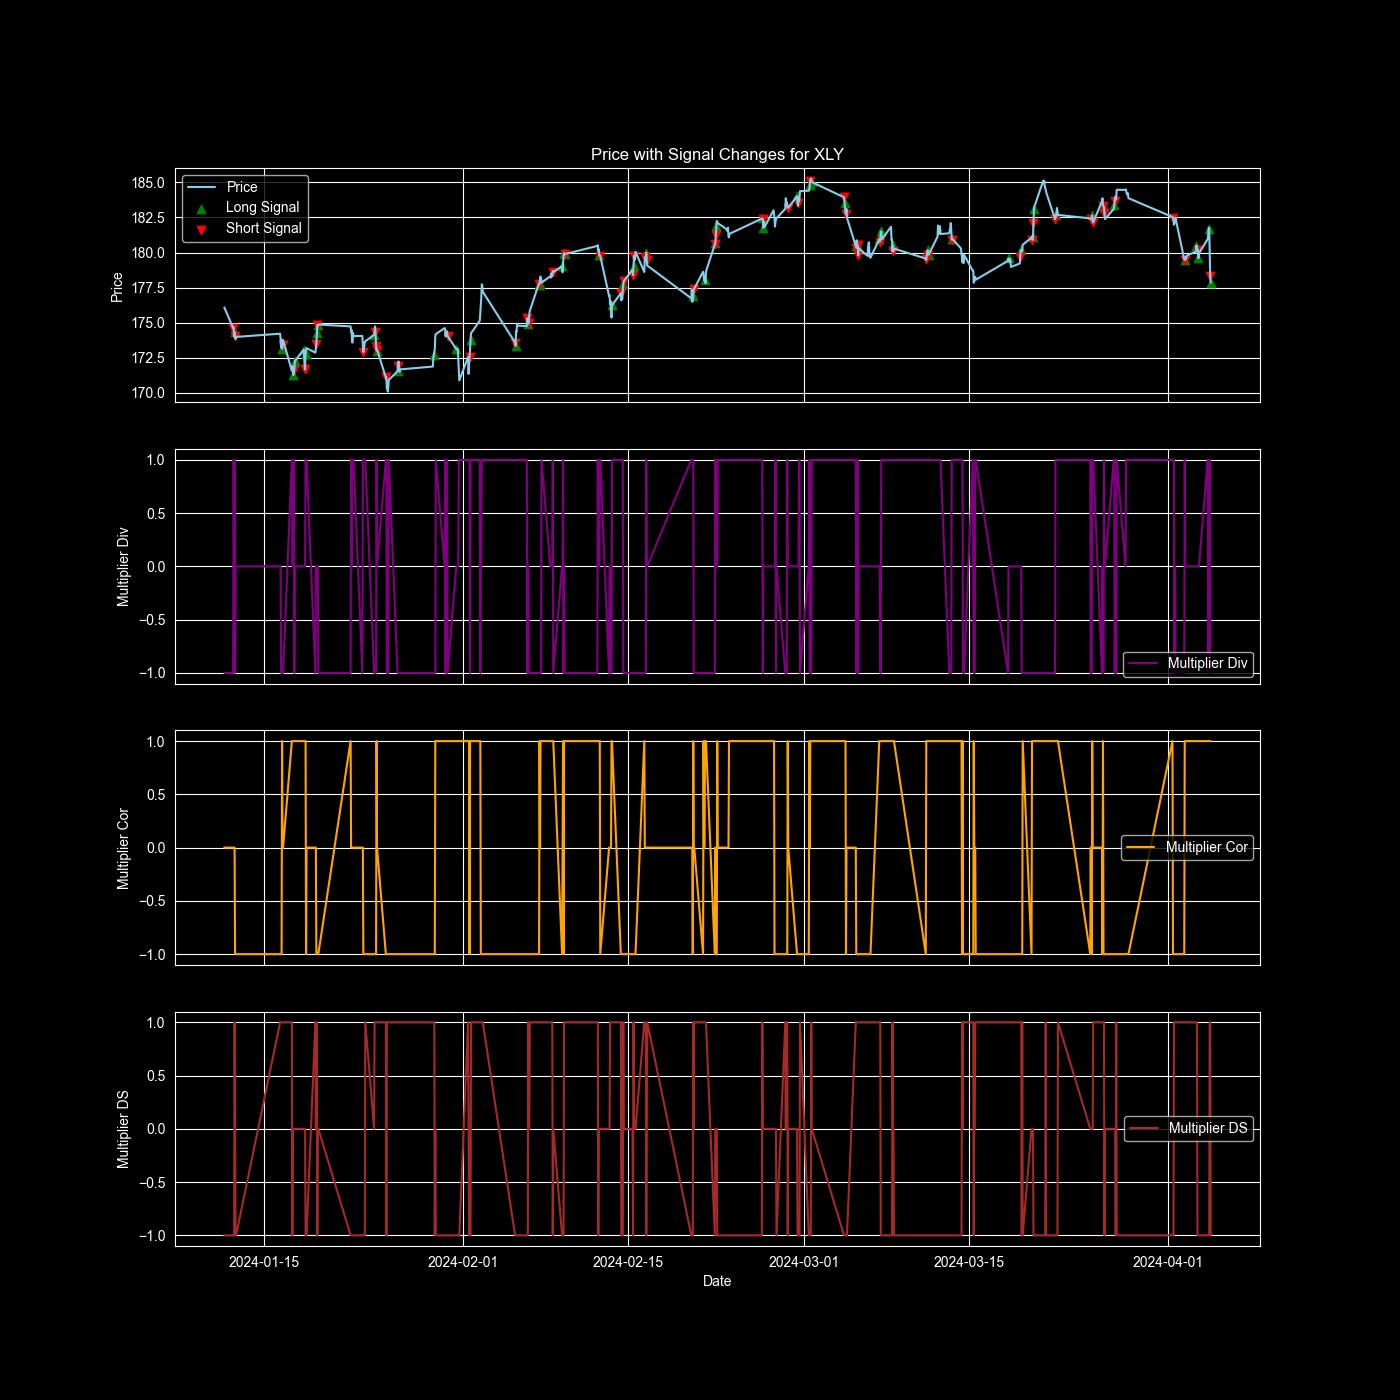 Price with Signal Changes for XLY
Price
Long Signal
Short Signal
185.0
182.5
180.0
177.5
175.0
172.5
170.0
Price
1.0
0.5
0.0
−0.5
−1.0
Multiplier Div
Multiplier Div
1.0
0.5
0.0
−0.5
−1.0
Multiplier Cor
Multiplier Cor
1.0
0.5
0.0
−0.5
−1.0
Multiplier DS
Multiplier DS
2024-01-15 2024-02-01 2024-02-15 2024-03-01 2024-03-15 2024-04-01
Date